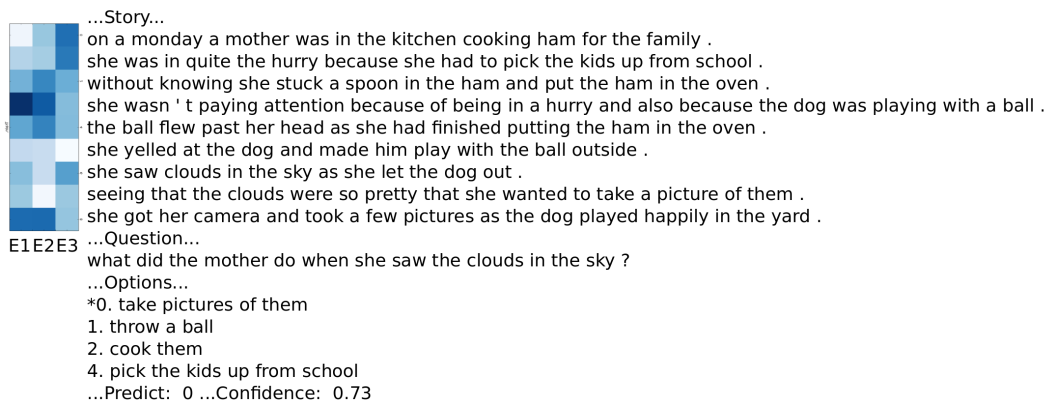 ...Story...
on a monday a mother was in the kitchen cooking ham for the family .
she was in quite the hurry because she had to pick the kids up from school .
without knowing she stuck a spoon in the ham and put the ham in the oven .
she wasn ' t paying attention because of being in a hurry and also because the dog was playing with a ball .
the ball flew past her head as she had finished putting the ham in the oven .
she yelled at the dog and made him play with the ball outside .
she saw clouds in the sky as she let the dog out .
seeing that the clouds were so pretty that she wanted to take a picture of them .
she got her camera and took a few pictures as the dog played happily in the yard .
E1 E2 E3
...Question...
what did the mother do when she saw the clouds in the sky ?
...Options...
*0. take pictures of them
1. throw a ball
2. cook them
4. pick the kids up from school
...Predict:  0 ...Confidence:  0.73